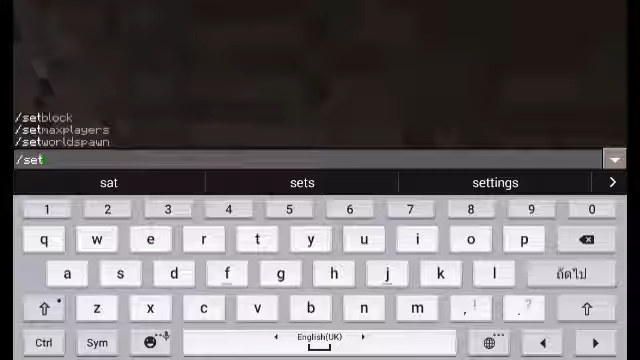 /setblock
/setmaxplayers
/setworldspawn
/set
sat sets settings >
1 2 3 4 5 6 7 8 9 0
q w e r t y u i o p
a s d f g h j k l ถัดไป
z x c v b n m , ! . ?
Ctrl Sym English(UK)